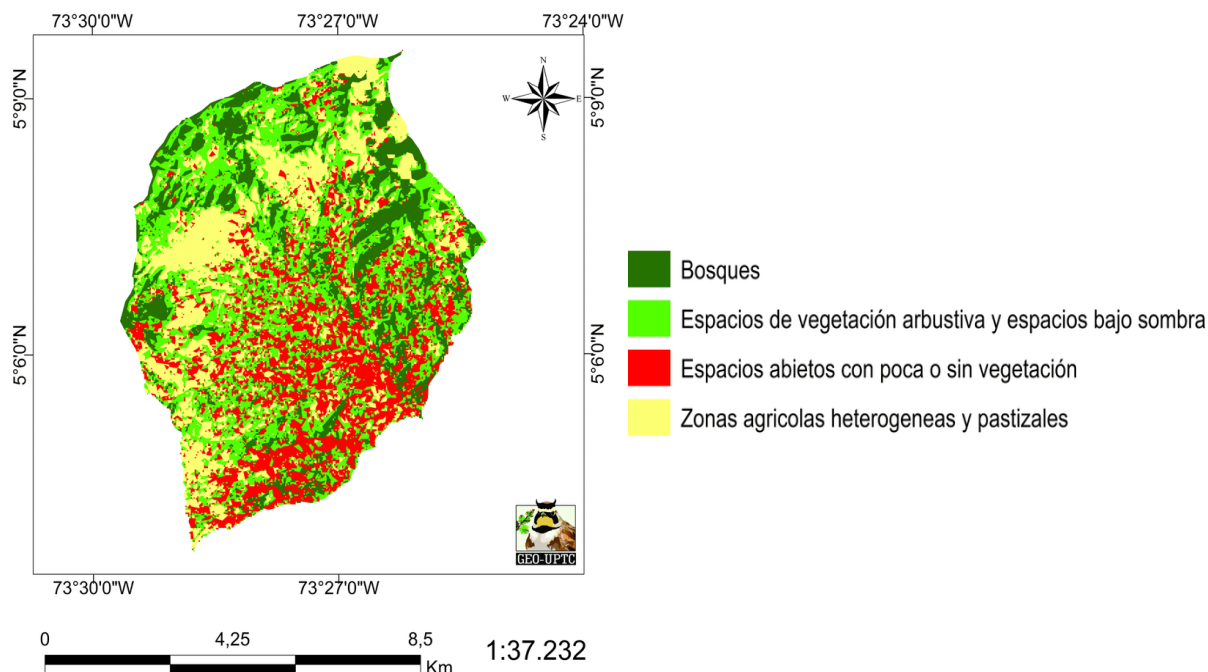 73°30'0"W 73°27'0"W 73°24'0"W
5°9'0"N 5°9'0"N
N
W E
S
5°6'0"N 5°6'0"N
Bosques
Espacios de vegetación arbustiva y espacios bajo sombra
Espacios abietos con poca o sin vegetación
Zonas agricolas heterogeneas y pastizales
GEO-UPTC
73°30'0"W 73°27'0"W
0 4,25 8,5
Km
1:37.232